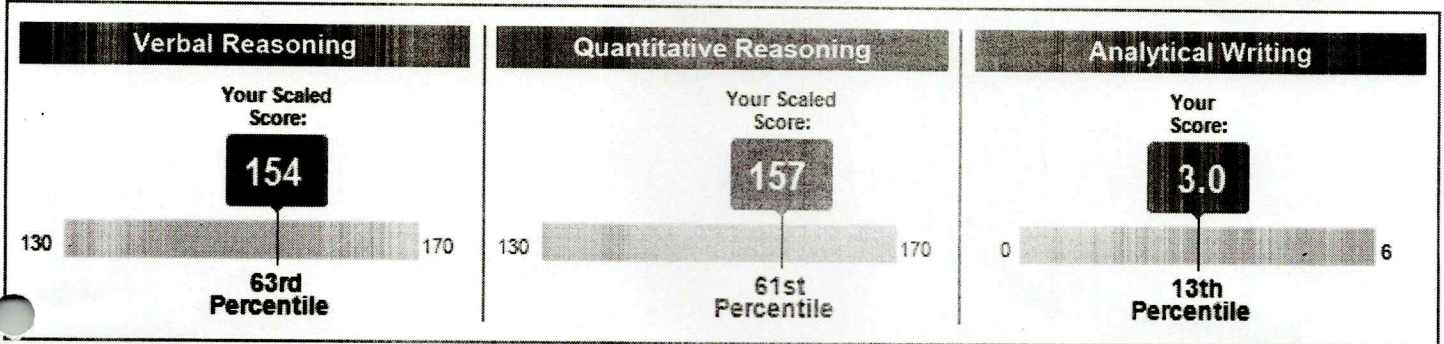 Verbal Reasoning
Your Scaled
Score:
154
130
170
63rd
Percentile
Quantitative Reasoning
Your Scaled
Score:
157
130
170
61st
Percentile
Analytical Writing
Your
Score:
3.0
0
6
13th
Percentile